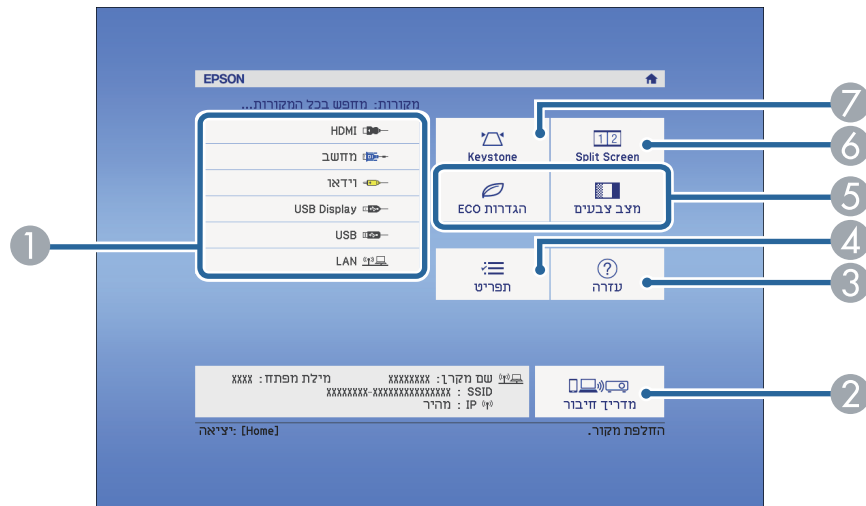 EPSON
מקורות: מחפש בכל המקורות...
HDMI
מחשב
וידאו
USB Display
USB
LAN
Keystone
Split Screen
הגדרות ECO
מצב צבעים
תפריט
עזרה
שם מקרן: XXXXXXXX מילת מפתח: XXXX
SSID : XXXXXXXX-XXXXXXXXXXXXXXX
IP : מהיר
מדריך חיבור
החלפת מקור.
[Home] :יציאה
1
2
3
4
5
6
7